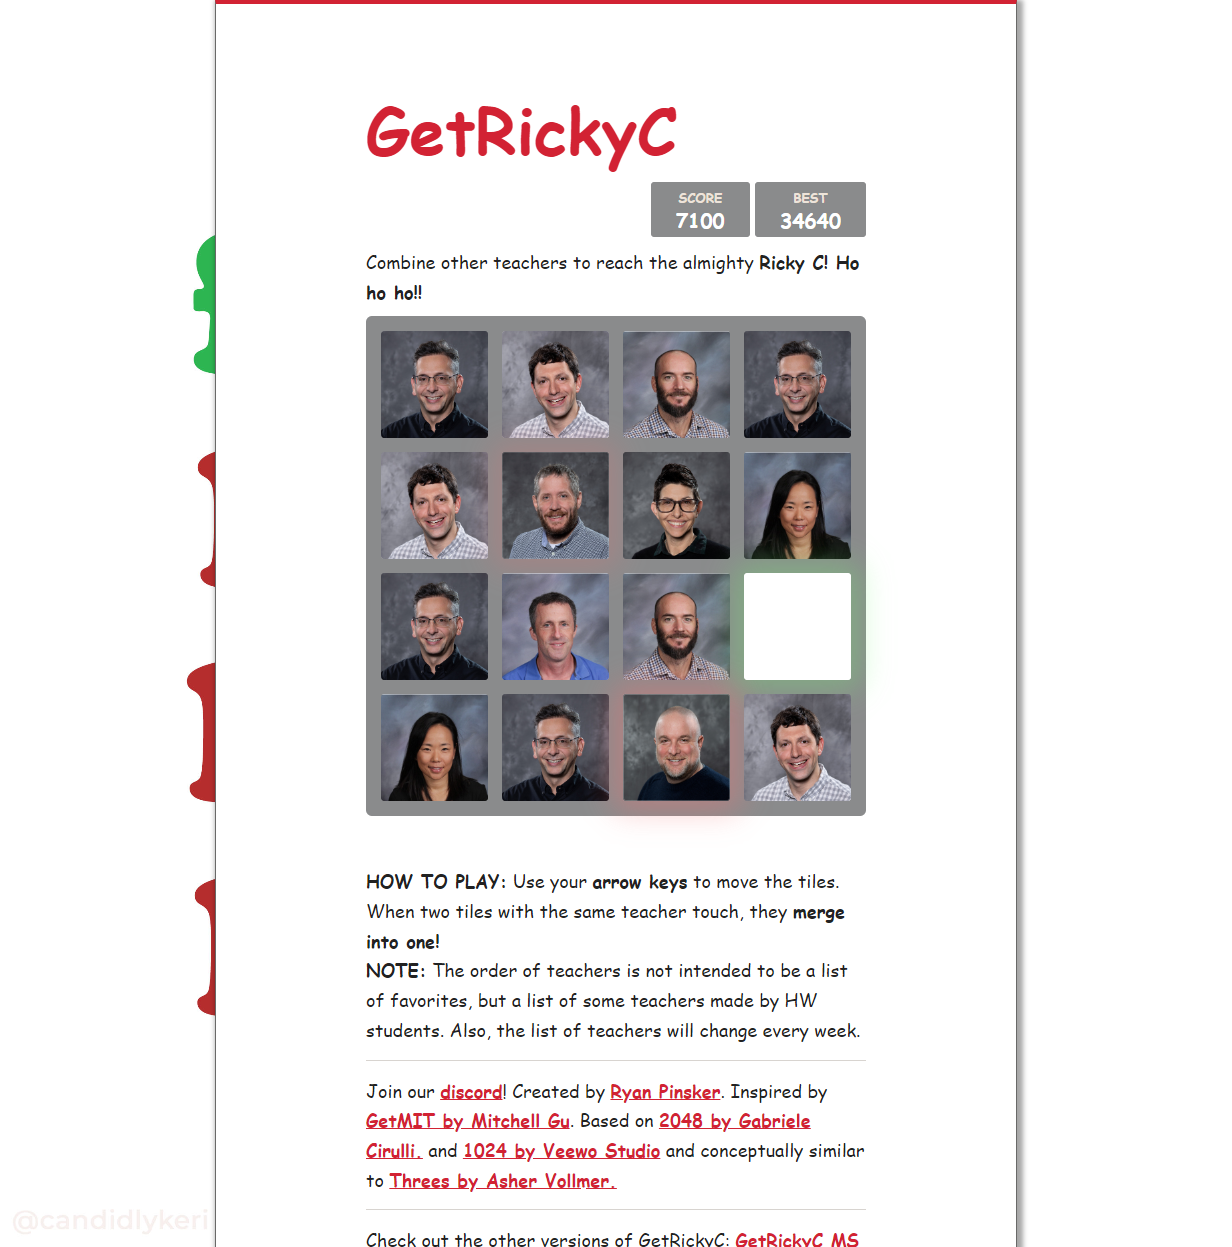 GetRickyC
SCORE
7100
BEST
34640
Combine other teachers to reach the almighty Ricky C! Ho
ho ho!!
HOW TO PLAY: Use your arrow keys to move the tiles.
When two tiles with the same teacher touch, they merge
into one!
NOTE: The order of teachers is not intended to be a list
of favorites, but a list of some teachers made by HW
students. Also, the list of teachers will change every week.
Join our discord! Created by Ryan Pinsker. Inspired by
GetMIT by Mitchell Gu. Based on 2048 by Gabriele
Cirulli. and 1024 by Veewo Studio and conceptually similar
to Threes by Asher Vollmer.
@candidlykeri
Check out the other versions of GetRickyC: GetRickyC MS